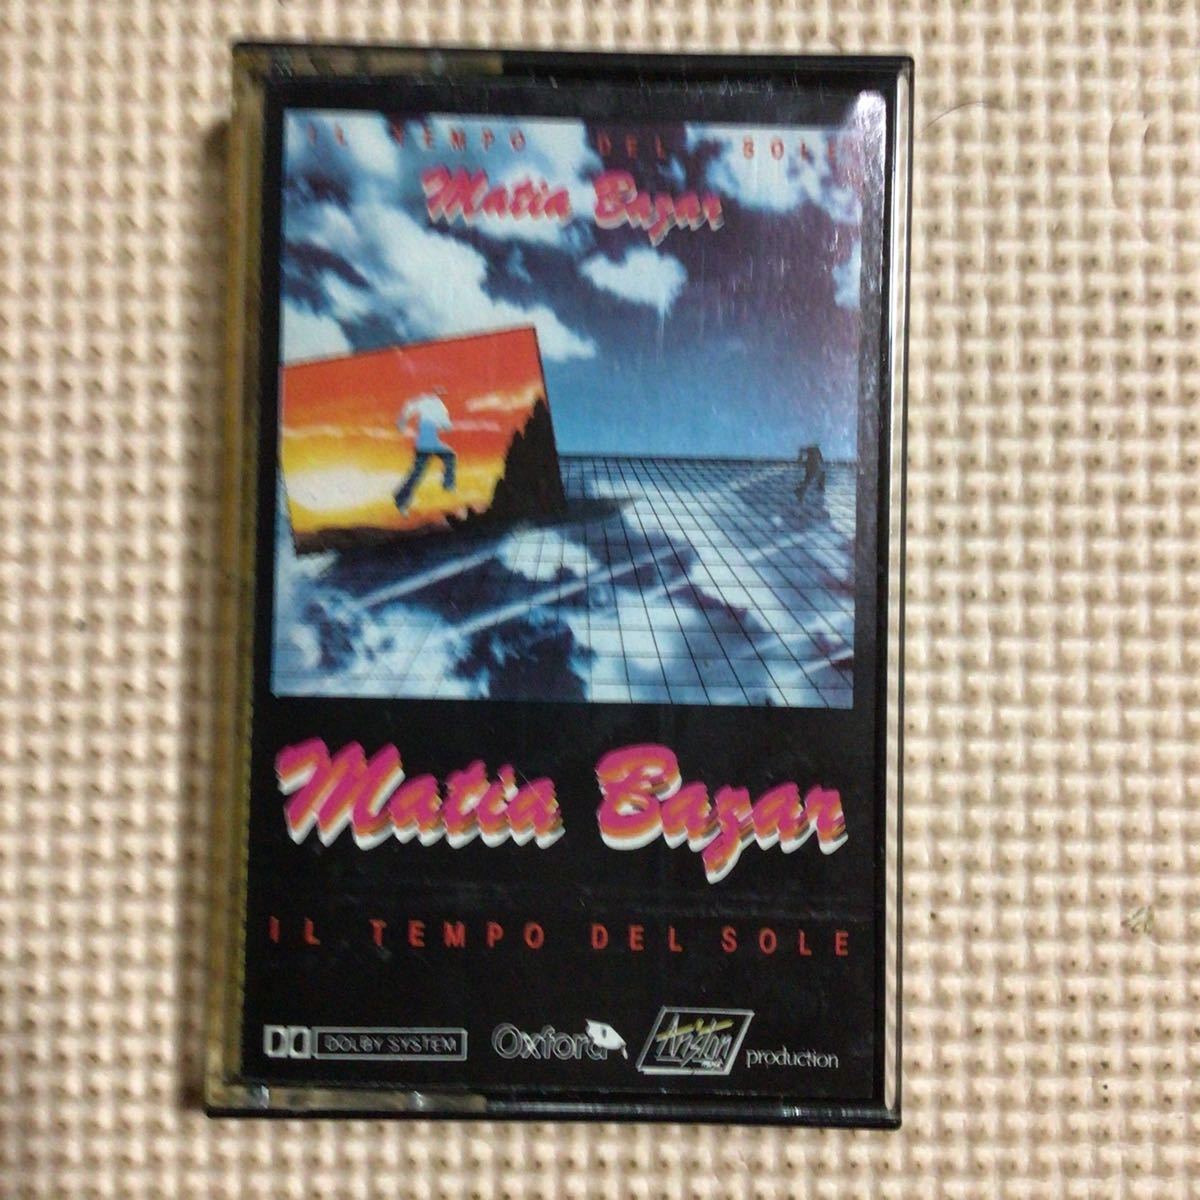 IL TEMPO DEL SOLE
Matia Bazar
Matia Bazar
IL TEMPO DEL SOLE
DOLBY SYSTEM
Oxford
Ariston
production